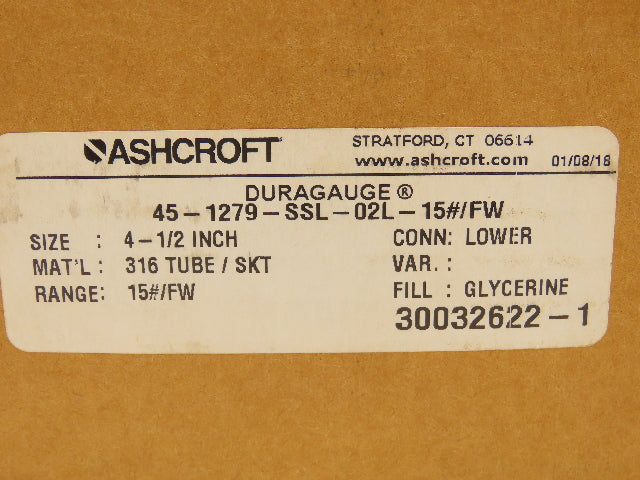 ASHCROFT STRATFORD, CT 06614
www.ashcroft.com 01/08/18
DURAGAUGE ®
45-1279-SSL-02L-15#/FW
SIZE : 4-1/2 INCH CONN: LOWER
MAT'L : 316 TUBE / SKT VAR. :
RANGE: 15#/FW FILL : GLYCERINE
30032622-1